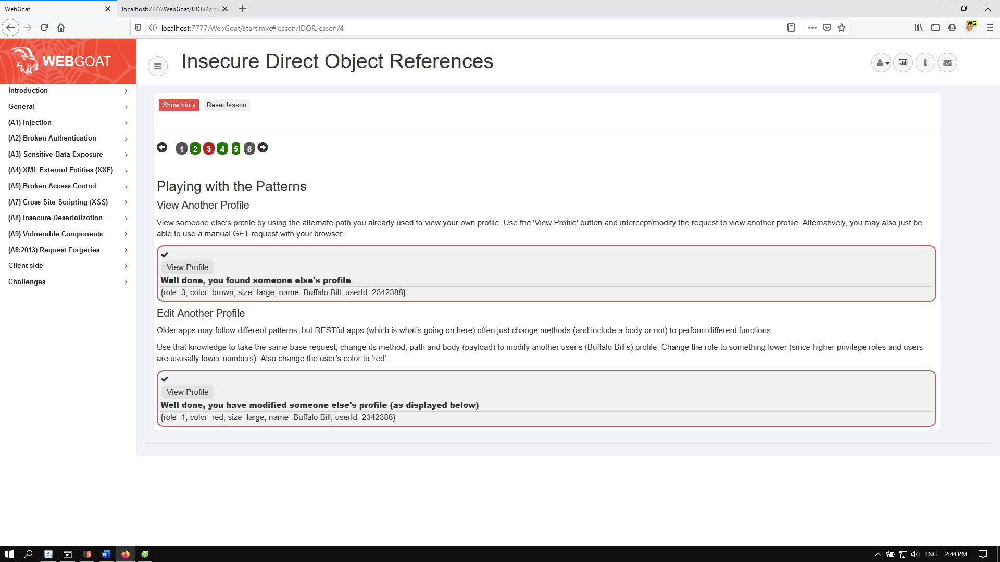 WebGoat
localhost:7777/WebGoat/IDOR/pro
localhost:7777/WebGoat/start.mvc#lesson/IDOR.lesson/4
WG
WEBGOAT
Insecure Direct Object References
Introduction
General
(A1) Injection
(A2) Broken Authentication
(A3) Sensitive Data Exposure
(A4) XML External Entities (XXE)
(A5) Broken Access Control
(A7) Cross-Site Scripting (XSS)
(A8) Insecure Deserialization
(A9) Vulnerable Components
(A8:2013) Request Forgeries
Client side
Challenges
Show hints Reset lesson
1 2 3 4 5 6
Playing with the Patterns
View Another Profile
View someone else’s profile by using the alternate path you already used to view your own profile. Use the 'View Profile' button and intercept/modify the request to view another profile. Alternatively, you may also just be
able to use a manual GET request with your browser.
View Profile
Well done, you found someone else's profile
{role=3, color=brown, size=large, name=Buffalo Bill, userId=2342388}
Edit Another Profile
Older apps may follow different patterns, but RESTful apps (which is what’s going on here) often just change methods (and include a body or not) to perform different functions.
Use that knowledge to take the same base request, change its method, path and body (payload) to modify another user’s (Buffalo Bill’s) profile. Change the role to something lower (since higher privilege roles and users
are ususally lower numbers). Also change the user’s color to 'red'.
View Profile
Well done, you have modified someone else's profile (as displayed below)
{role=1, color=red, size=large, name=Buffalo Bill, userId=2342388}
ENG
2:44 PM